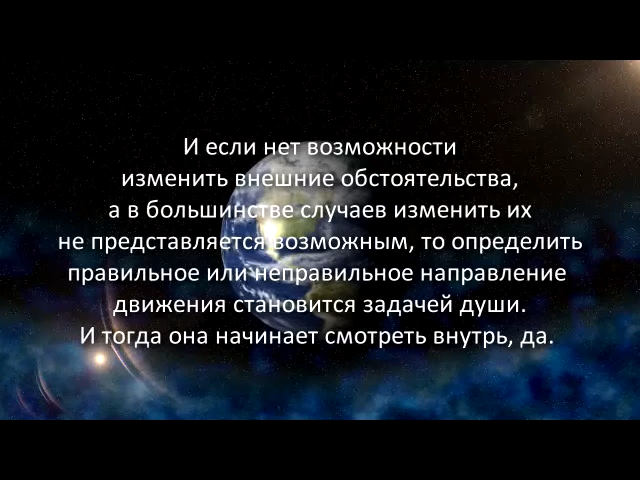 И если нет возможности
изменить внешние обстоятельства,
а в большинстве случаев изменить их
не представляется возможным, то определить
правильное или неправильное направление
движения становится задачей души.
И тогда она начинает смотреть внутрь, да.